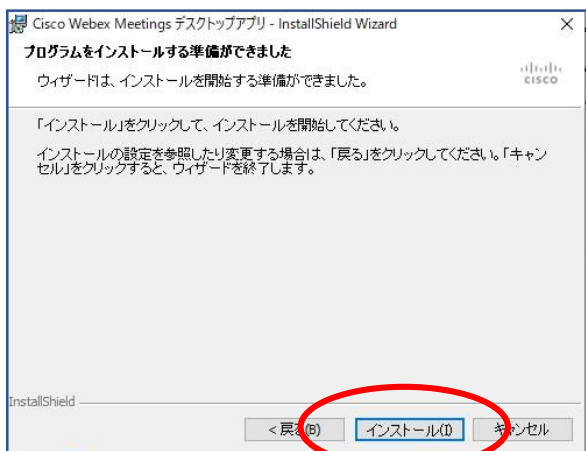 Cisco Webex Meetings デスクトップアプリ - InstallShield Wizard
プログラムをインストールする準備ができました
ウィザードは、インストールを開始する準備ができました。
cisco
「インストール」をクリックして、インストールを開始してください。
インストールの設定を参照したり変更する場合は、「戻る」をクリックしてください。「キャン
セル」をクリックすると、ウィザードを終了します。
InstallShield
< 戻る(B) インストール(I) キャンセル